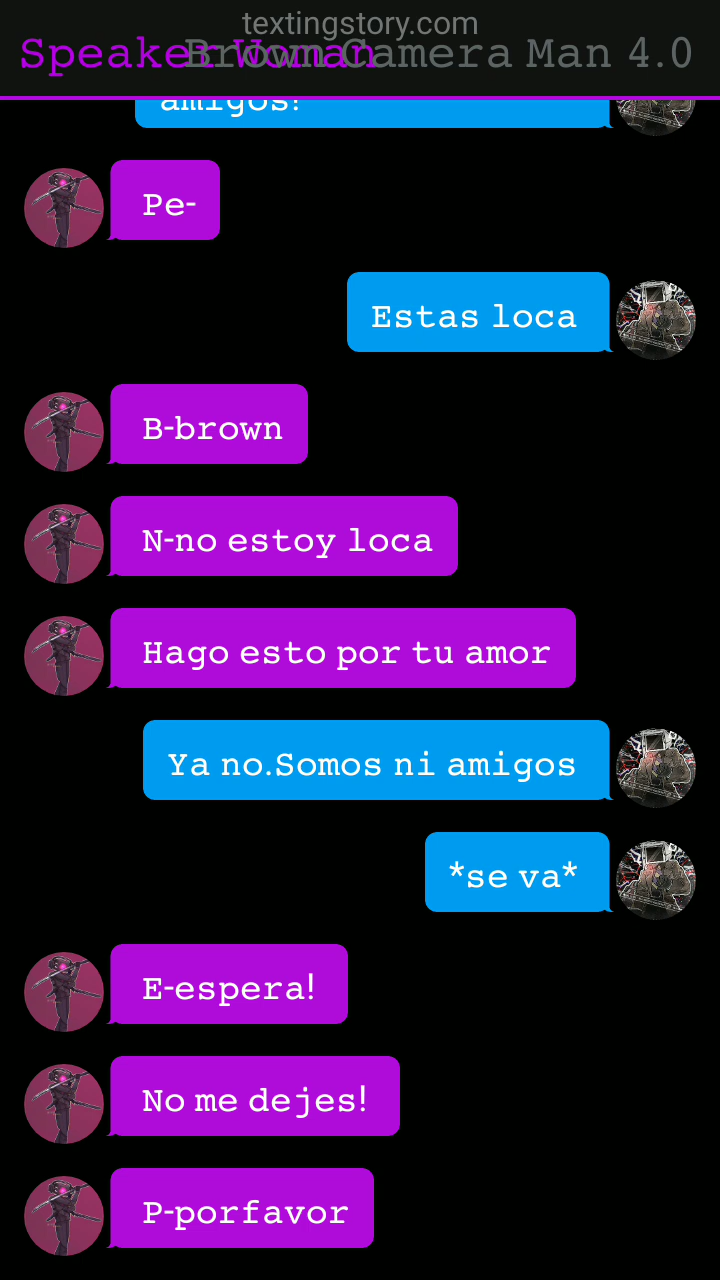 textingstory.com
Speaker Woman
Brown Camera Man 4.0
amigos!
Pe-
Estas loca
B-brown
N-no estoy loca
Hago esto por tu amor
Ya no.Somos ni amigos
*se va*
E-espera!
No me dejes!
P-porfavor